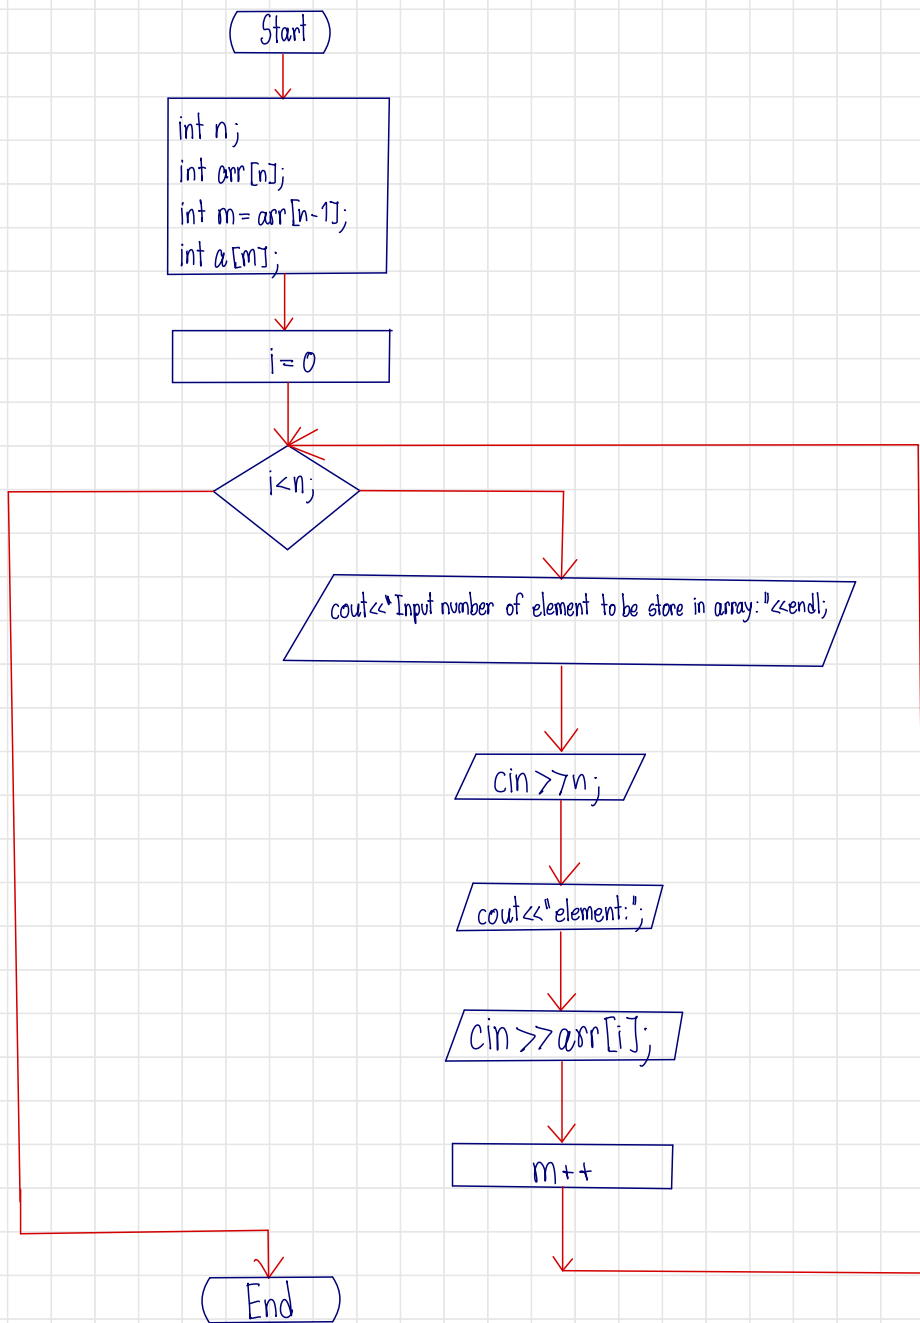 Start
int n;
int arr[n];
int m=arr[n-1];
int a[m];
i=0
i<n;
cout<<"Input number of element to be store in array:"<<endl;
cin>>n;
cout<<"element:";
cin>>arr[i];
m++
End